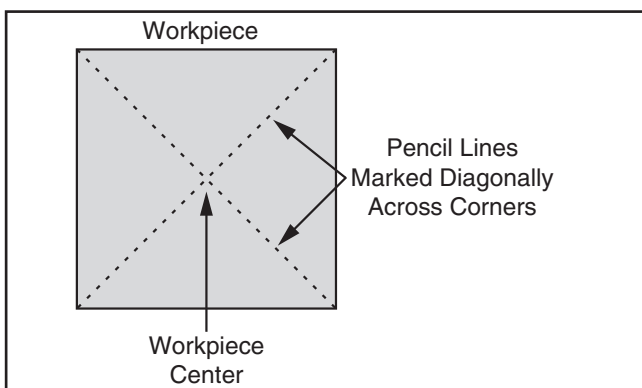 Workpiece
Pencil Lines
Marked Diagonally
Across Corners
Workpiece
Center